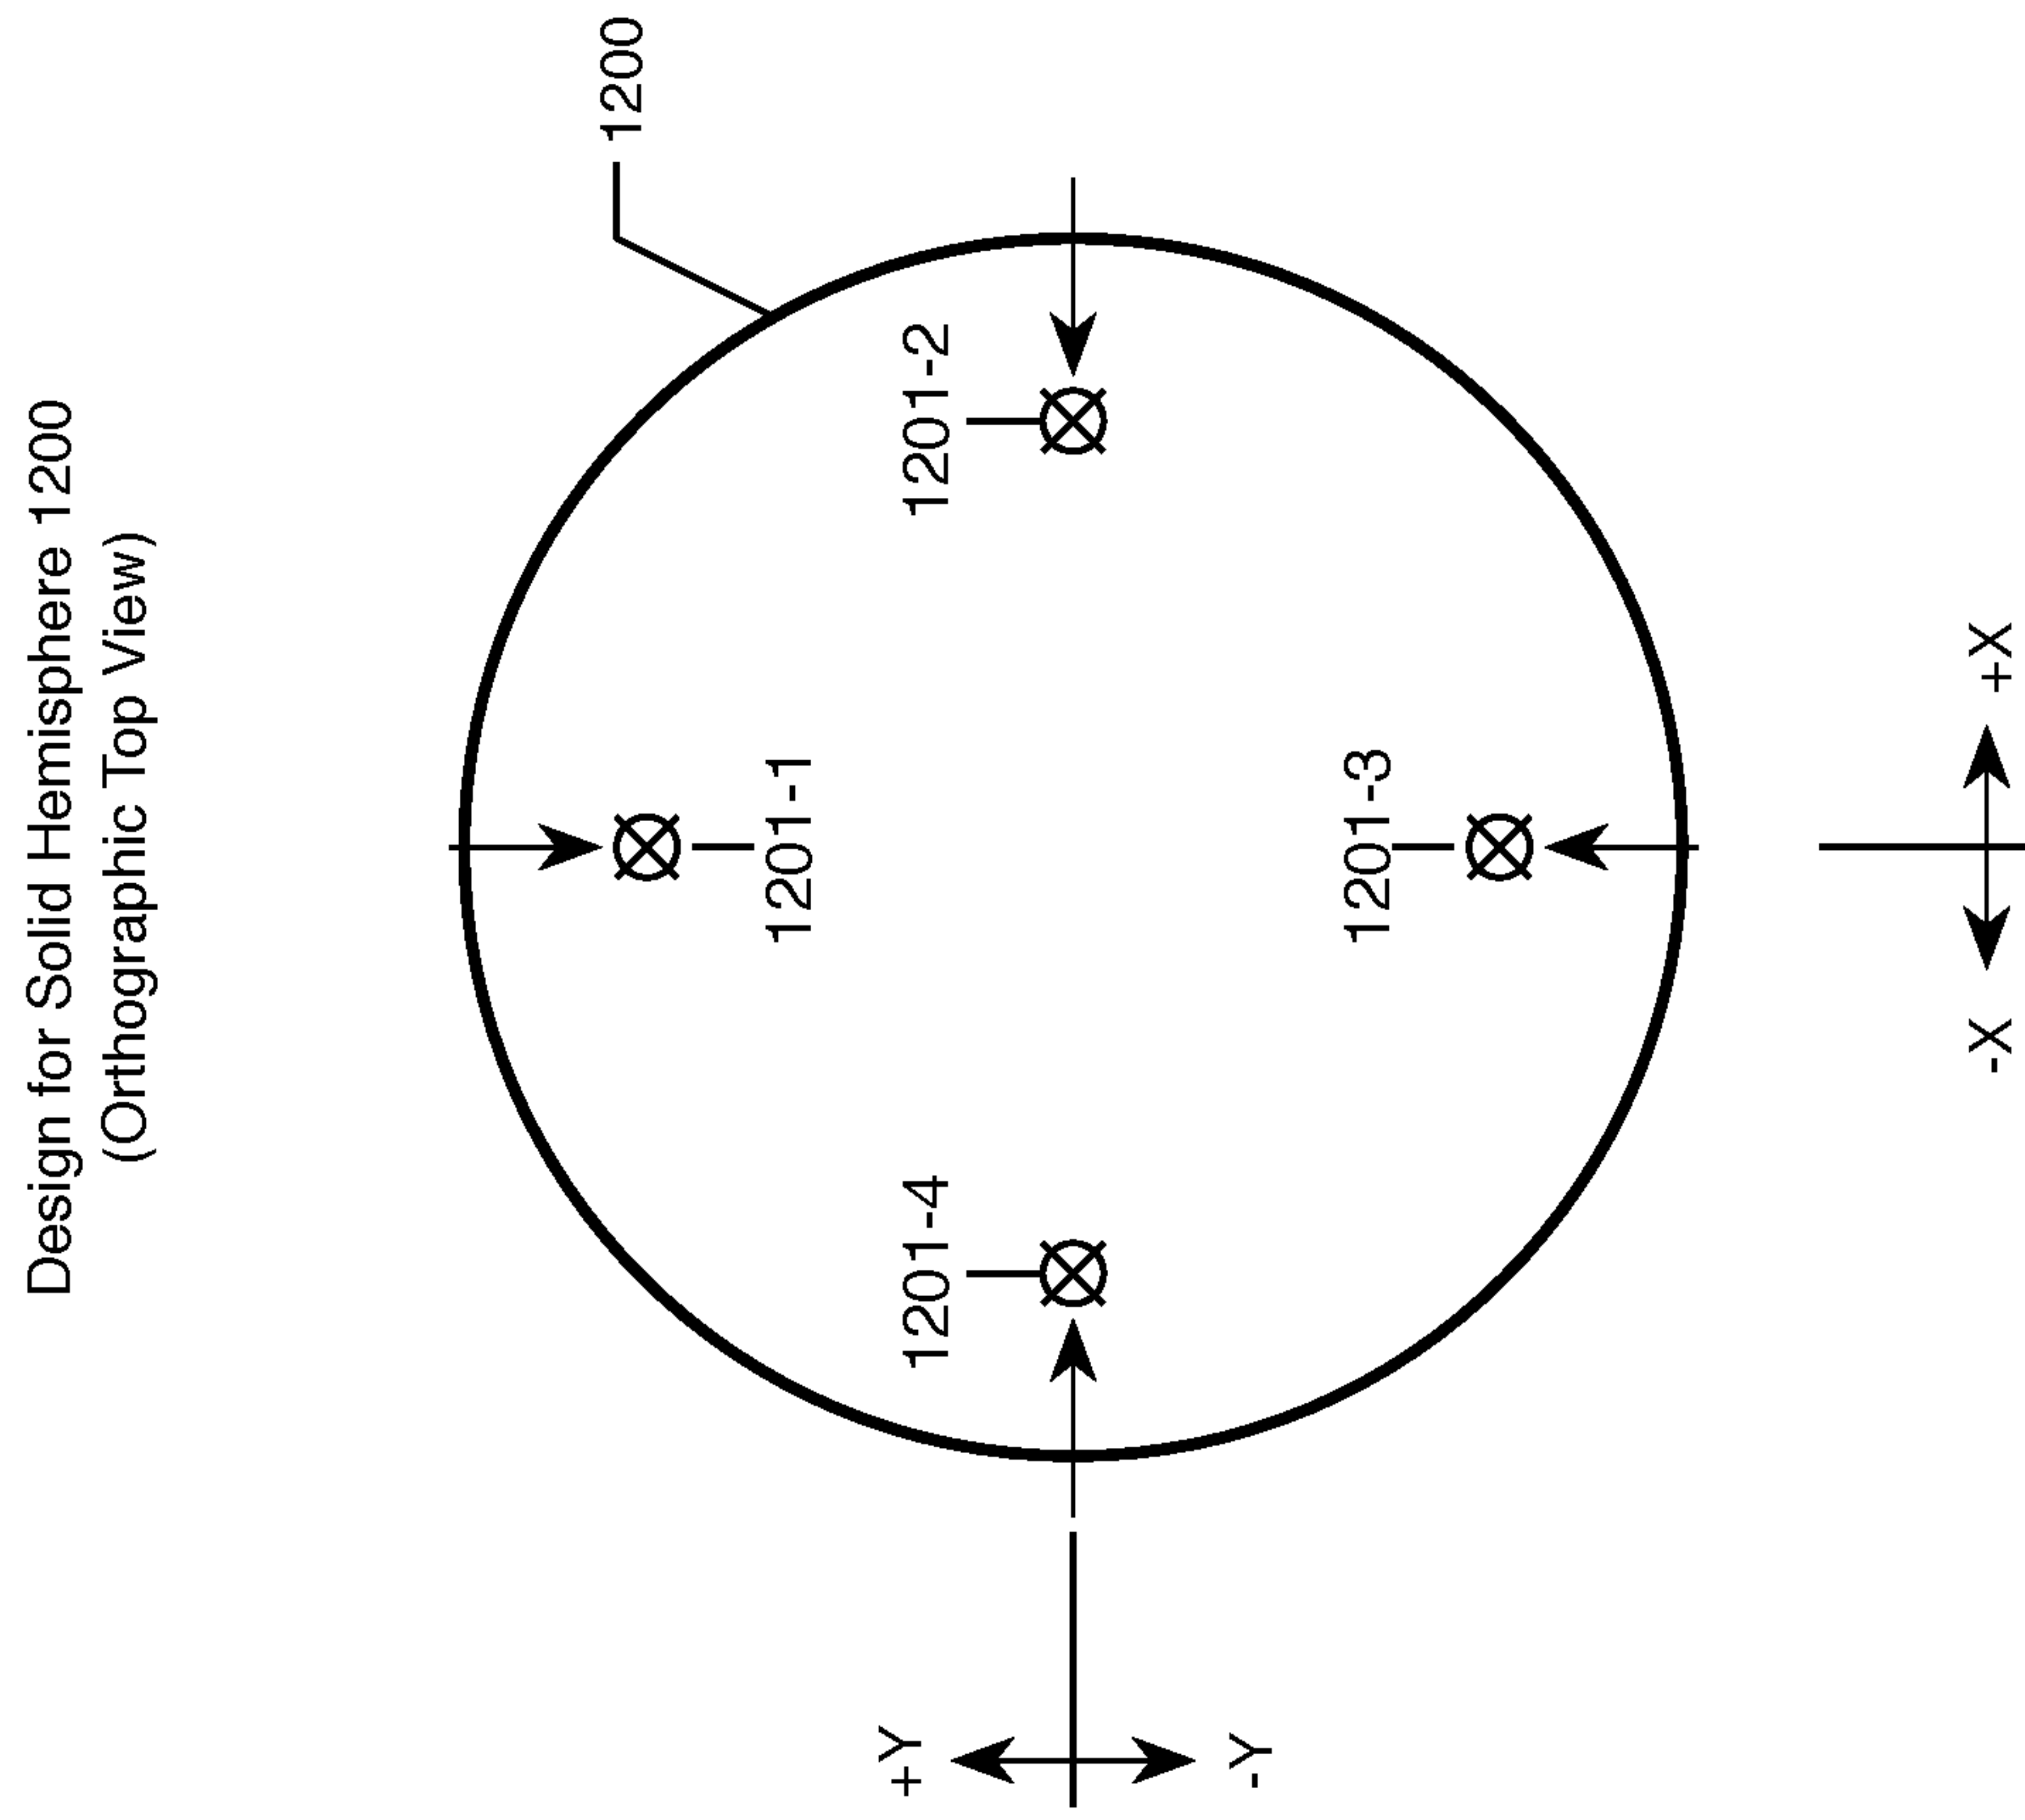 Design for Solid Hemisphere 1200
(Orthographic Top View)
1200
1201-1
1201-4
1201-2
1201-3
+Y
-Y
-X
+X